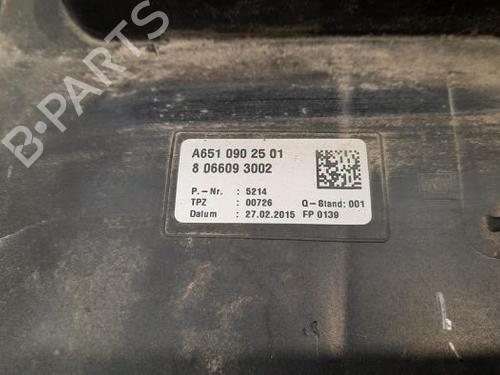 B-PARTS
A651 090 25 01
8 066093 3002
P.-Nr. : 5214 Q-Stand: 001
TPZ : 00726
Datum : 27.02.2015 FP 0139